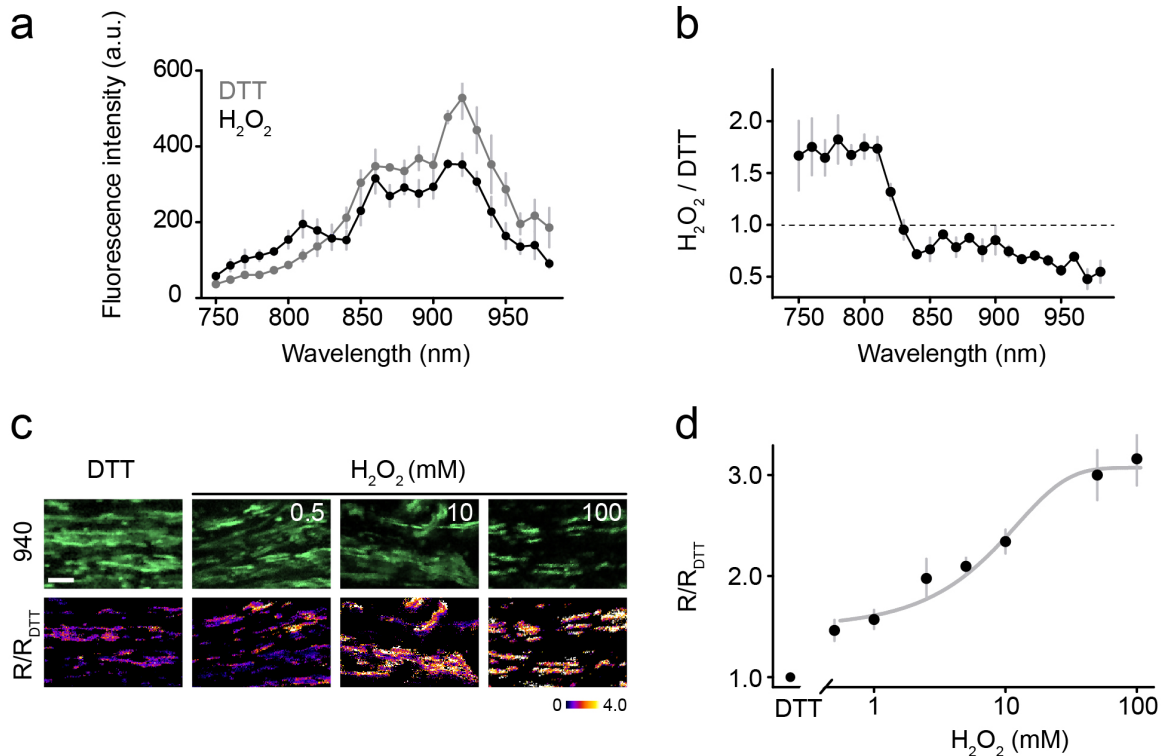 a
Fluorescence intensity (a.u.)
600
400
200
0
DTT
H₂O₂
750 800 850 900 950
Wavelength (nm)
b
H₂O₂ / DTT
2.0
1.5
1.0
0.5
750 800 850 900 950
Wavelength (nm)
c
DTT
H₂O₂ (mM)
940
0.5
10
100
R/R_DTT
0 4.0
d
R/R_DTT
3.0
2.0
1.0
DTT 1 10 100
H₂O₂ (mM)